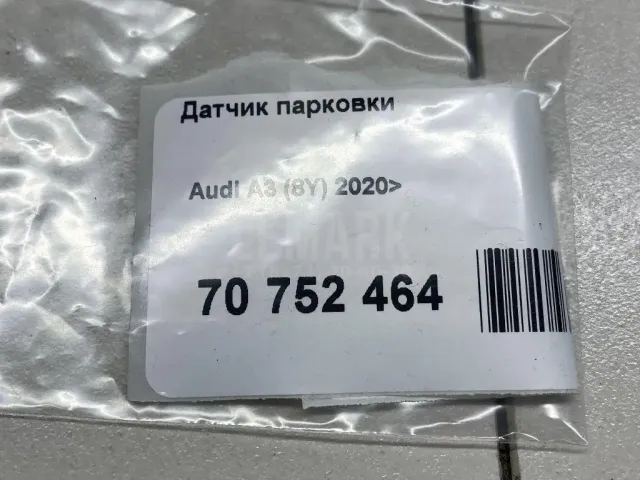 Датчик парковки
Audi A3 (8Y) 2020>
70 752 464